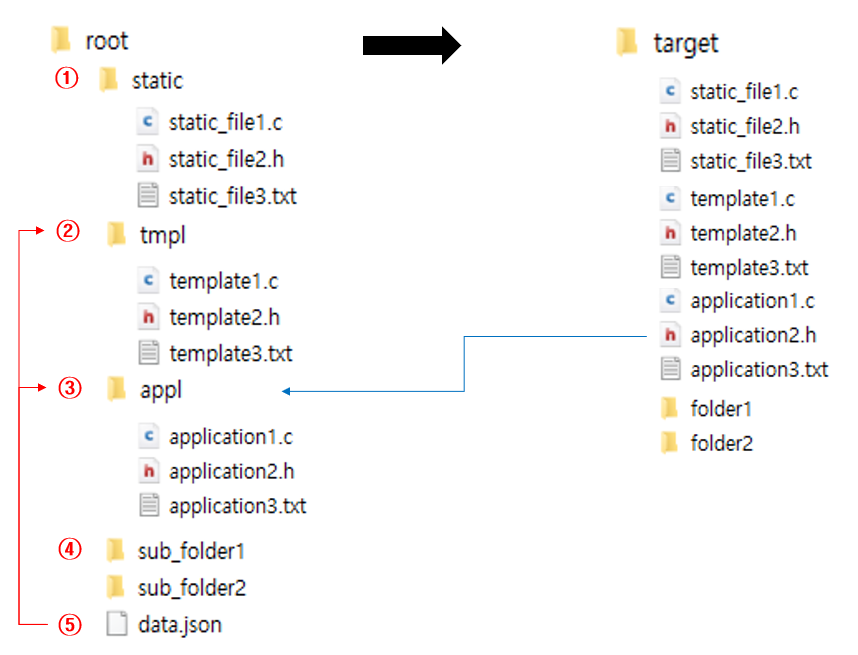 root
① static
static_file1.c
static_file2.h
static_file3.txt
② tmpl
template1.c
template2.h
template3.txt
③ appl
application1.c
application2.h
application3.txt
④ sub_folder1
sub_folder2
⑤ data.json
target
static_file1.c
static_file2.h
static_file3.txt
template1.c
template2.h
template3.txt
application1.c
application2.h
application3.txt
folder1
folder2